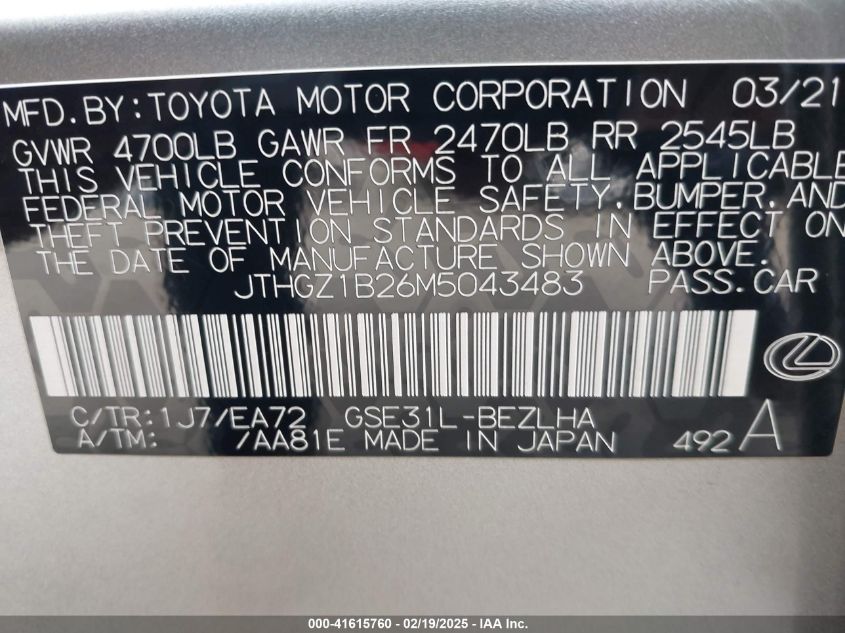 MFD.BY:TOYOTA MOTOR CORPORATION 03/21
GVWR 4700LB GAWR FR 2470LB RR 2545LB
THIS VEHICLE CONFORMS TO ALL APPLICABLE
FEDERAL MOTOR VEHICLE SAFETY,BUMPER,AND
THEFT PREVENTION STANDARDS IN EFFECT ON
THE DATE OF MANUFACTURE SHOWN ABOVE.
JTHGZ1B26M5043483 PASS.CAR
C/TR:1J7/EA72 GSE31L-BEZLHA
A/TM: /AA81E MADE IN JAPAN 492 A
000-41615760 - 02/19/2025 - IAA Inc.